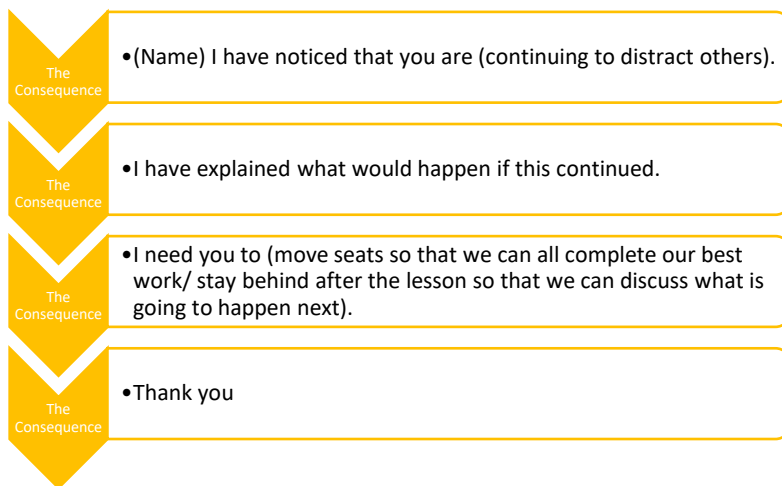 The
Consequence
•(Name) I have noticed that you are (continuing to distract others).
The
Consequence
•I have explained what would happen if this continued.
The
Consequence
•I need you to (move seats so that we can all complete our best
work/ stay behind after the lesson so that we can discuss what is
going to happen next).
The
Consequence
•Thank you